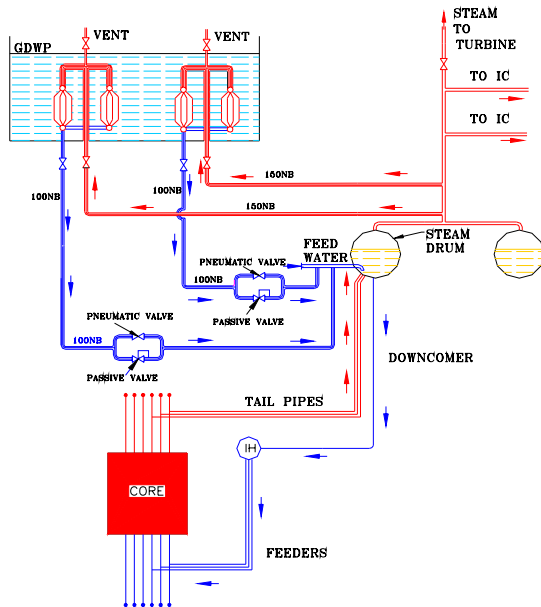 STEAM
TO
TURBINE
VENT
VENT
GDWP
TO IC
TO IC
100NB
100NB
150NB
150NB
FEED
WATER
STEAM
DRUM
PNEUMATIC VALVE
100NB
PASSIVE VALVE
PNEUMATIC VALVE
100NB
PASSIVE VALVE
DOWNCOMER
TAIL PIPES
IH
CORE
FEEDERS